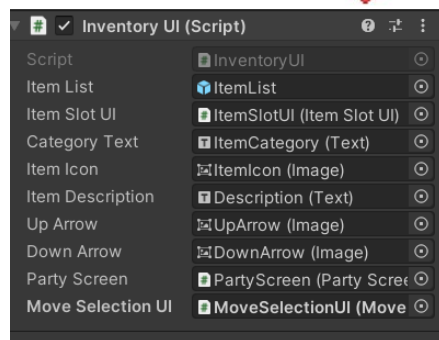 Inventory UI (Script)
Script InventoryUI
Item List ItemList
Item Slot UI ItemSlotUI (Item Slot UI)
Category Text ItemCategory (Text)
Item Icon ItemIcon (Image)
Item Description Description (Text)
Up Arrow UpArrow (Image)
Down Arrow DownArrow (Image)
Party Screen PartyScreen (Party Scree
Move Selection UI MoveSelectionUI (Move